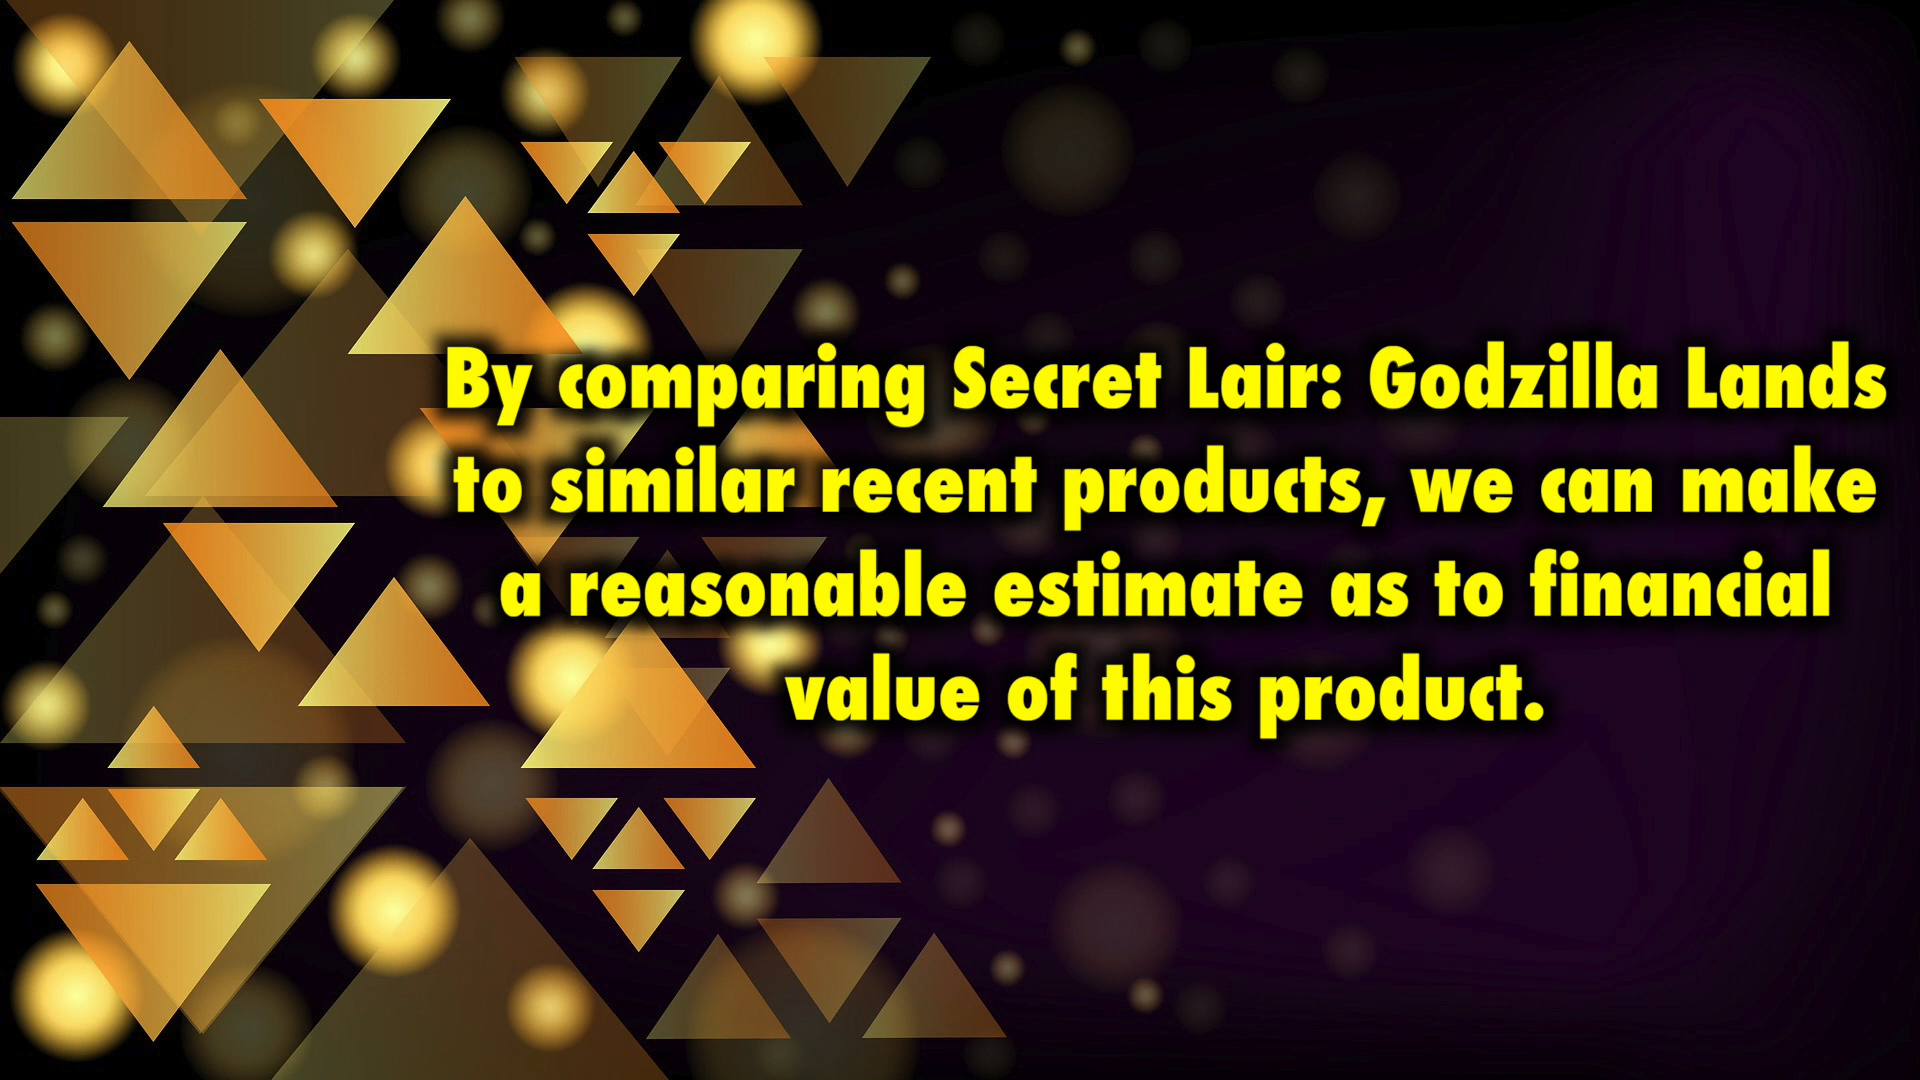 By comparing Secret Lair: Godzilla Lands
to similar recent products, we can make
a reasonable estimate as to financial
value of this product.